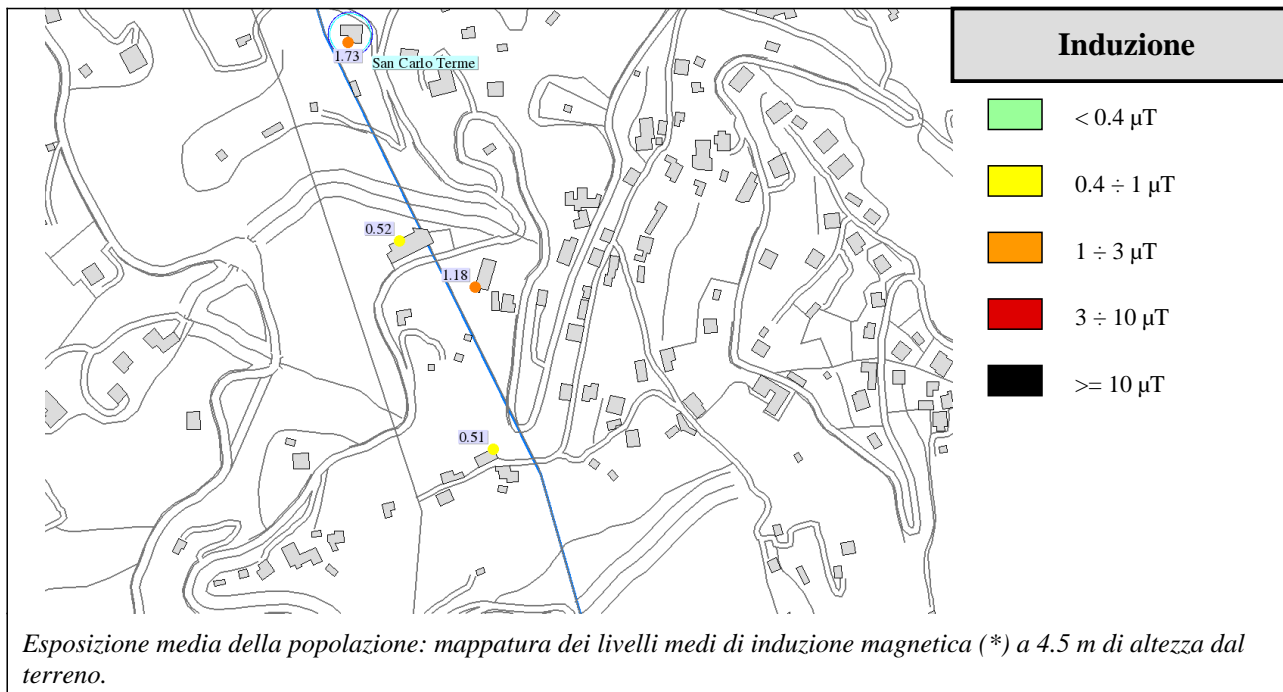 Induzione
1.73
San Carlo Terme
< 0.4 µT
0.4 ÷ 1 µT
0.52
1 ÷ 3 µT
1.18
3 ÷ 10 µT
>= 10 µT
0.51
Esposizione media della popolazione: mappatura dei livelli medi di induzione magnetica (*) a 4.5 m di altezza dal
terreno.